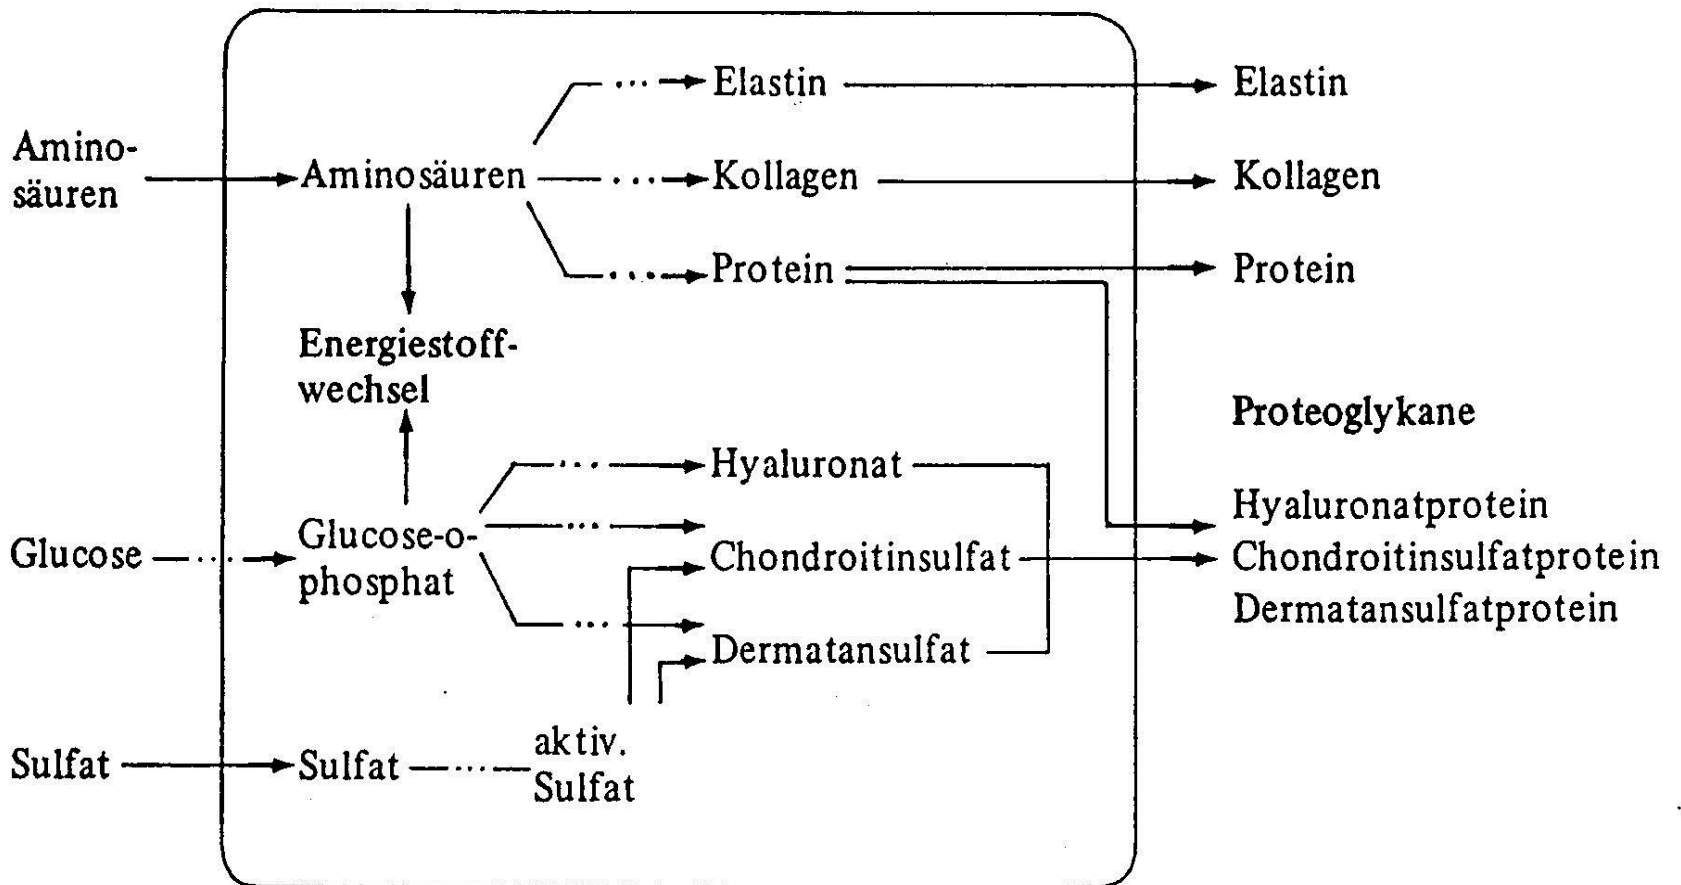 Elastin
Elastin
Amino-
säuren
Aminosäuren
Kollagen
Kollagen
Protein
Protein
Energiestoff-
wechsel
Proteoglykane
Hyaluronat
Hyaluronatprotein
Glucose
Glucose-o-
phosphat
Chondroitinsulfat
Chondroitinsulfatprotein
Dermatansulfatprotein
Dermatansulfat
Sulfat
Sulfat
aktiv.
Sulfat